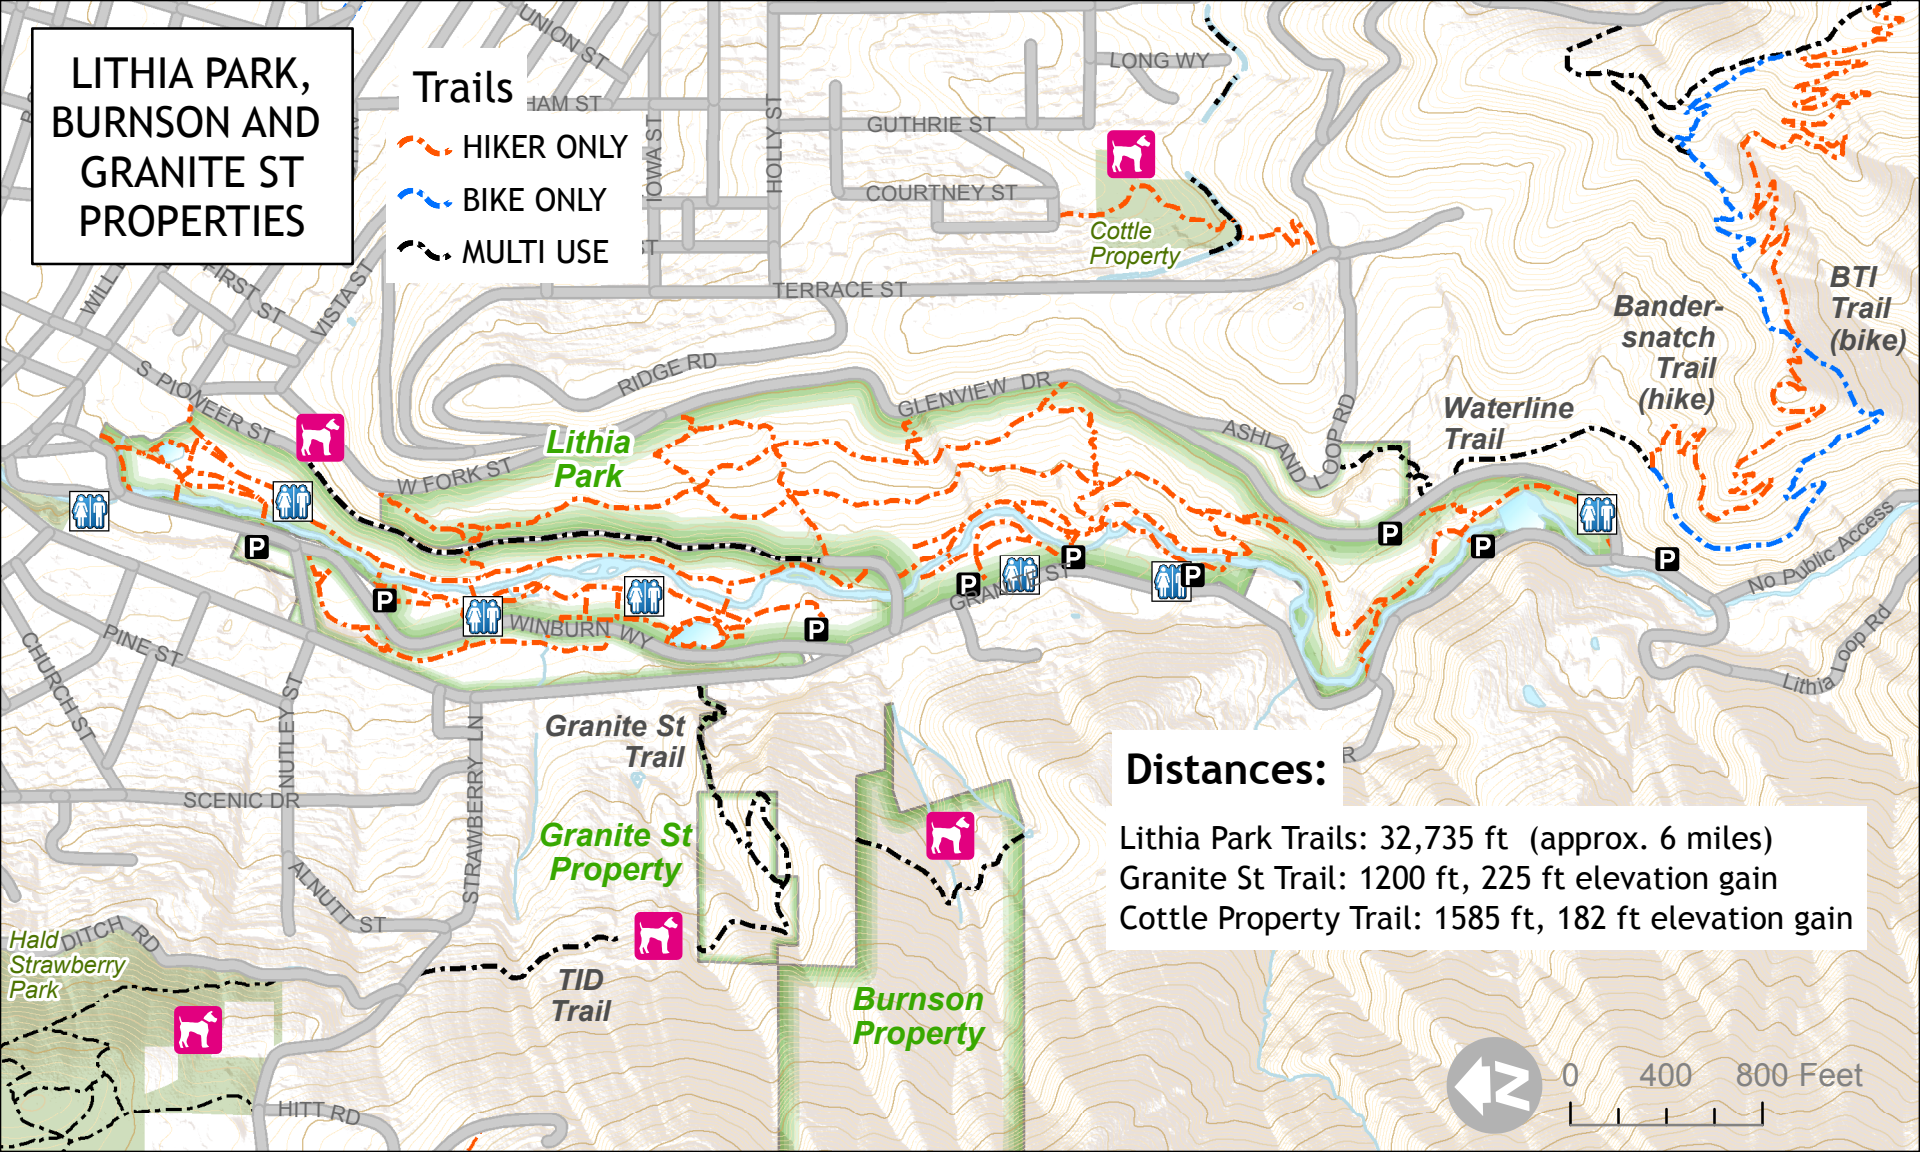 LITHIA PARK,
BURNSON AND
GRANITE ST
PROPERTIES
Trails
HIKER ONLY
BIKE ONLY
MULTI USE
UNION ST
HAM ST
IOWA ST
HOLLY ST
LONG WY
GUTHRIE ST
COURTNEY ST
Cottle
Property
TERRACE ST
WILL
FIRST ST
VISTA ST
S PIONEER ST
RIDGE RD
GLENVIEW DR
W FORK ST
Lithia
Park
ASHLAND LOOP RD
Waterline
Trail
Bander-
snatch
Trail
(hike)
BTI
Trail
(bike)
No Public Access
Lithia Loop Rd
P
P
P
P
P
P
P
P
P
GRANITE ST
WINBURN WY
PINE ST
CHURCH ST
NUTLEY ST
STRAWBERRY LN
SCENIC DR
ALNUTT ST
DITCH RD
HITT RD
Granite St
Trail
Granite St
Property
TID
Trail
Burnson
Property
Hald
Strawberry
Park
R
Distances:
Lithia Park Trails: 32,735 ft (approx. 6 miles)
Granite St Trail: 1200 ft, 225 ft elevation gain
Cottle Property Trail: 1585 ft, 182 ft elevation gain
N
0 400 800 Feet